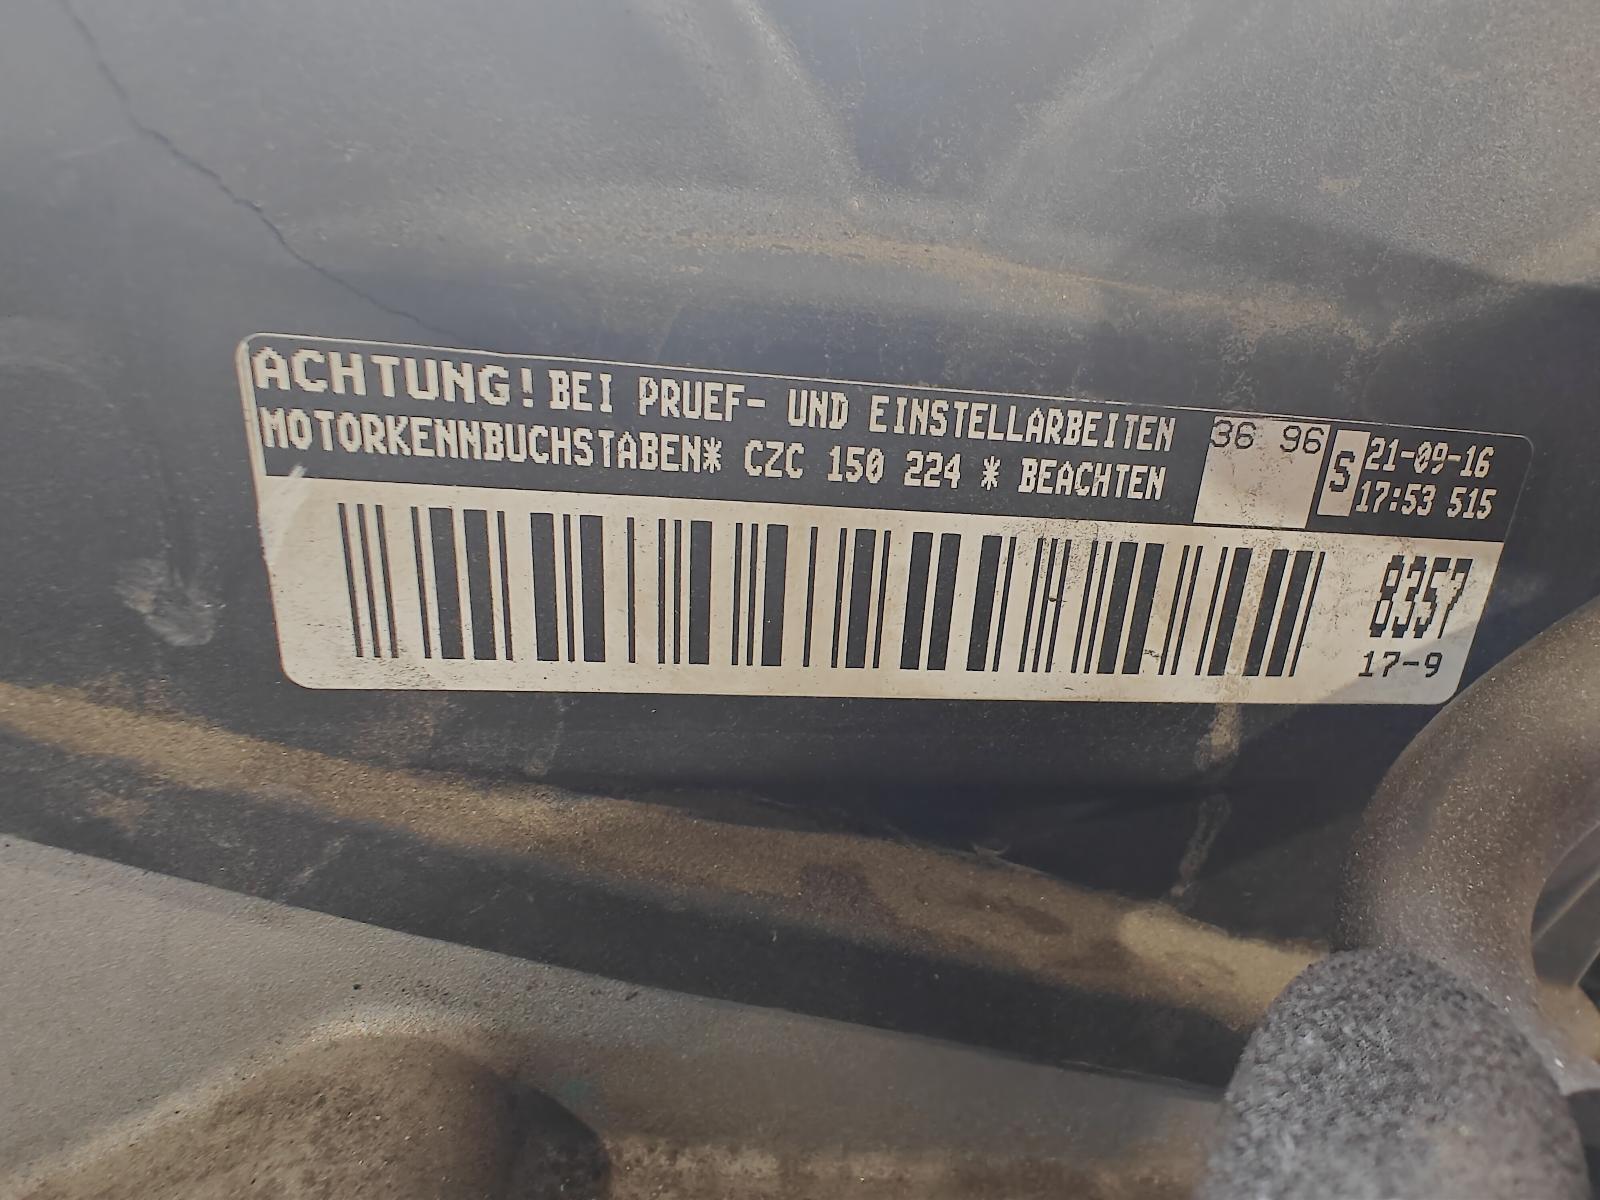 ACHTUNG! BEI PRUEF- UND EINSTELLARBEITEN
MOTORKENNBUCHSTABEN* CZC 150 224 * BEACHTEN
36 96
S
21-09-16
17:53 515
8357
17-9